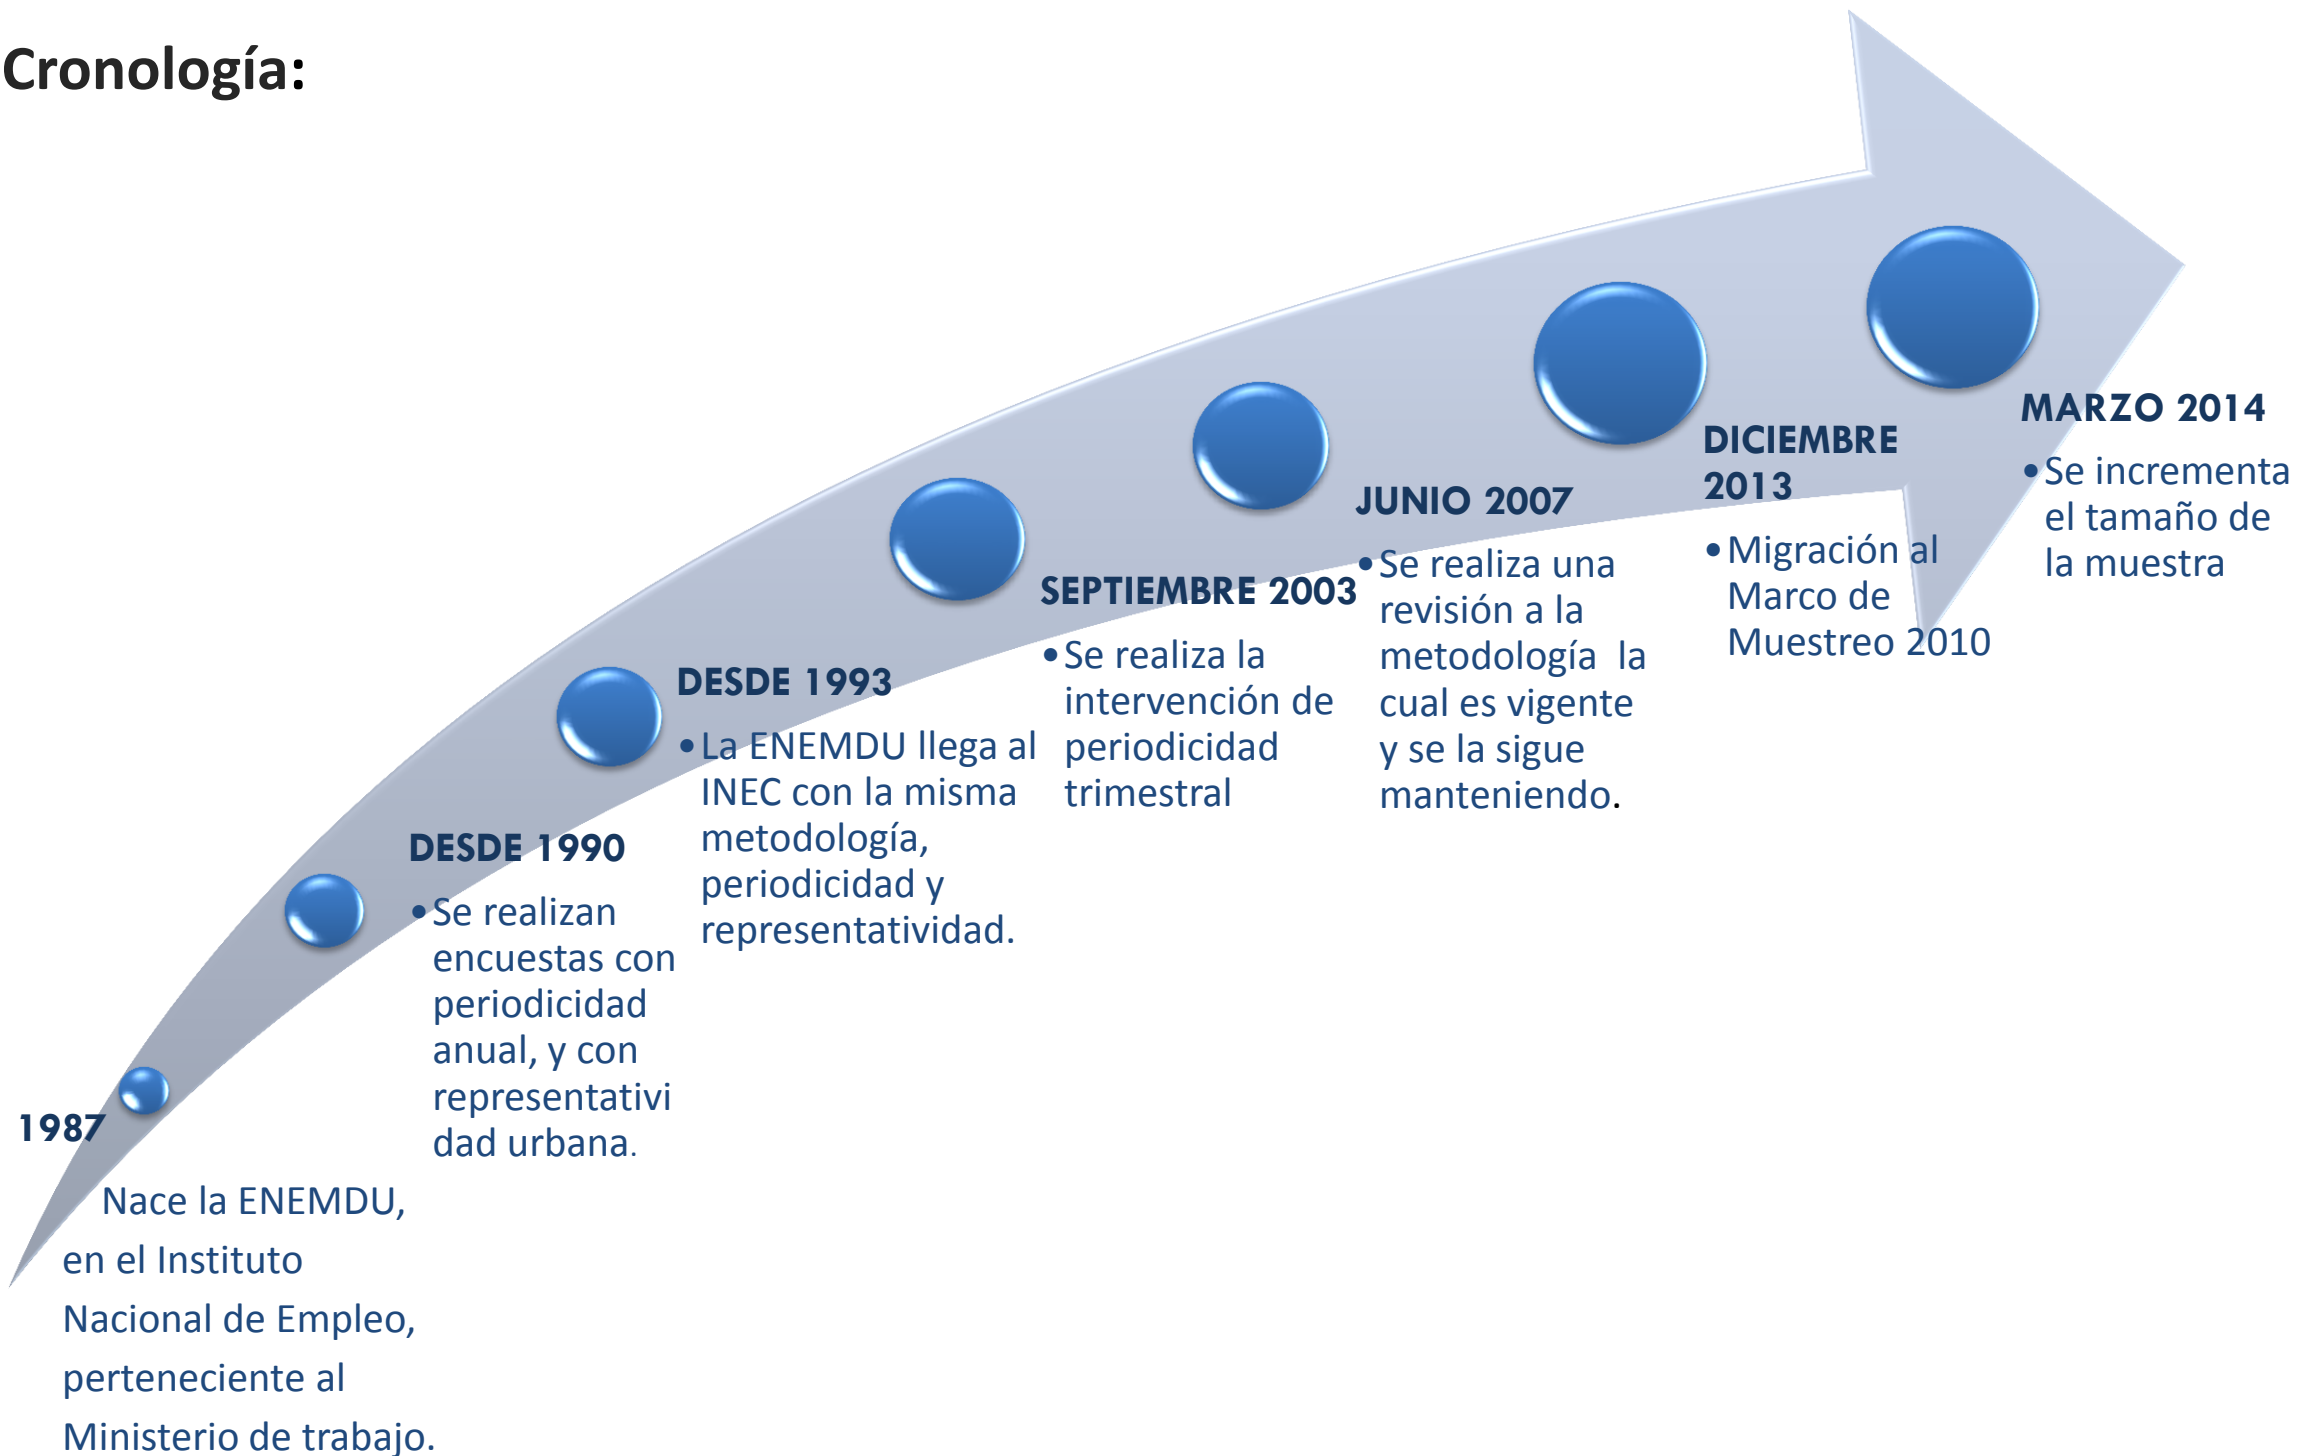 Cronología:
1987
Nace la ENEMDU,
en el Instituto
Nacional de Empleo,
perteneciente al
Ministerio de trabajo.
DESDE 1990
•Se realizan
encuestas con
periodicidad
anual, y con
representativi
dad urbana.
DESDE 1993
•La ENEMDU llega al
INEC con la misma
metodología,
periodicidad y
representatividad.
SEPTIEMBRE 2003
•Se realiza la
intervención de
periodicidad
trimestral
JUNIO 2007
•Se realiza una
revisión a la
metodología  la
cual es vigente
y se la sigue
manteniendo.
DICIEMBRE
2013
•Migración al
Marco de
Muestreo 2010
MARZO 2014
•Se incrementa
el tamaño de
la muestra